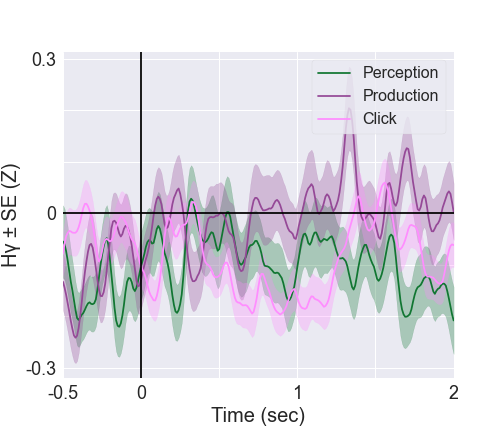 Perception
Production
Click
0.3
0
-0.3
Hγ ± SE (Z)
-0.5
0
1
2
Time (sec)